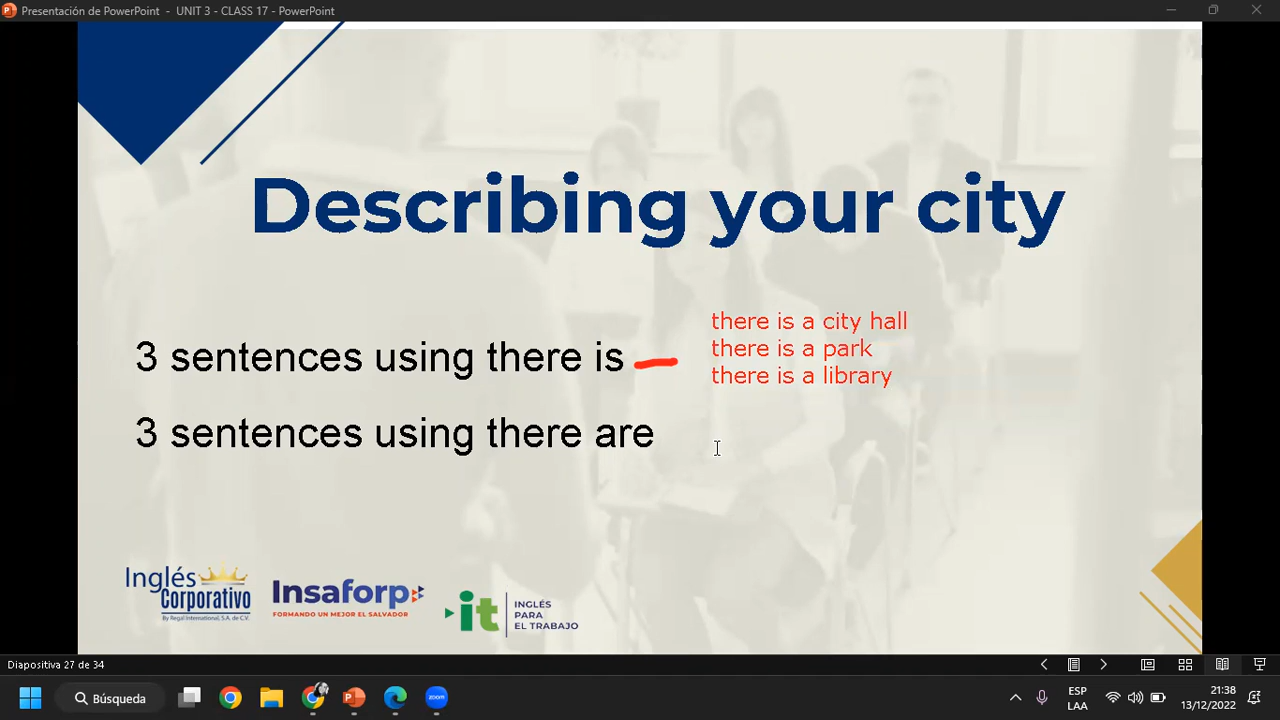 Presentación de PowerPoint - UNIT 3 - CLASS 17 - PowerPoint
Describing your city
there is a city hall
there is a park
there is a library
3 sentences using there is
3 sentences using there are
Inglés
Corporativo
By Regal International, S.A. de C.V.
Insaforp
FORMANDO UN MEJOR EL SALVADOR
it
INGLÉS
PARA
EL TRABAJO
Diapositiva 27 de 34
Búsqueda
zoom
ESP
LAA
21:38
13/12/2022